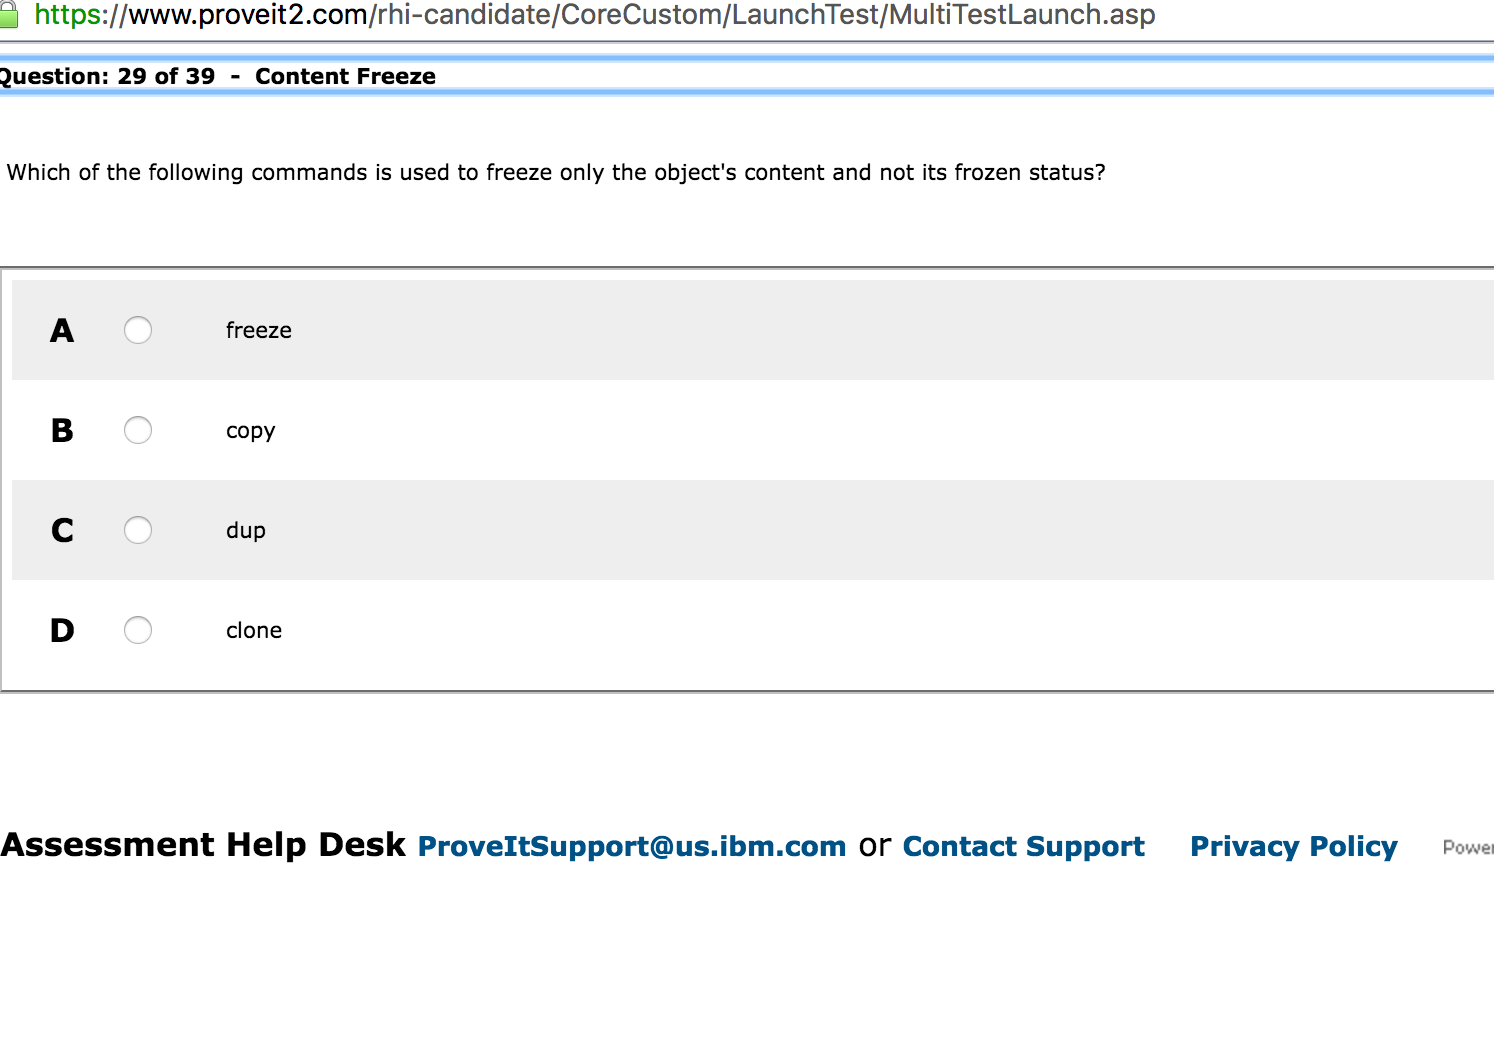 https://www.proveit2.com/rhi-candidate/CoreCustom/LaunchTest/MultiTestLaunch.asp
Question: 29 of 39 - Content Freeze
Which of the following commands is used to freeze only the object's content and not its frozen status?
A freeze
B copy
C dup
D clone
Assessment Help Desk ProveItSupport@us.ibm.com or Contact Support Privacy Policy